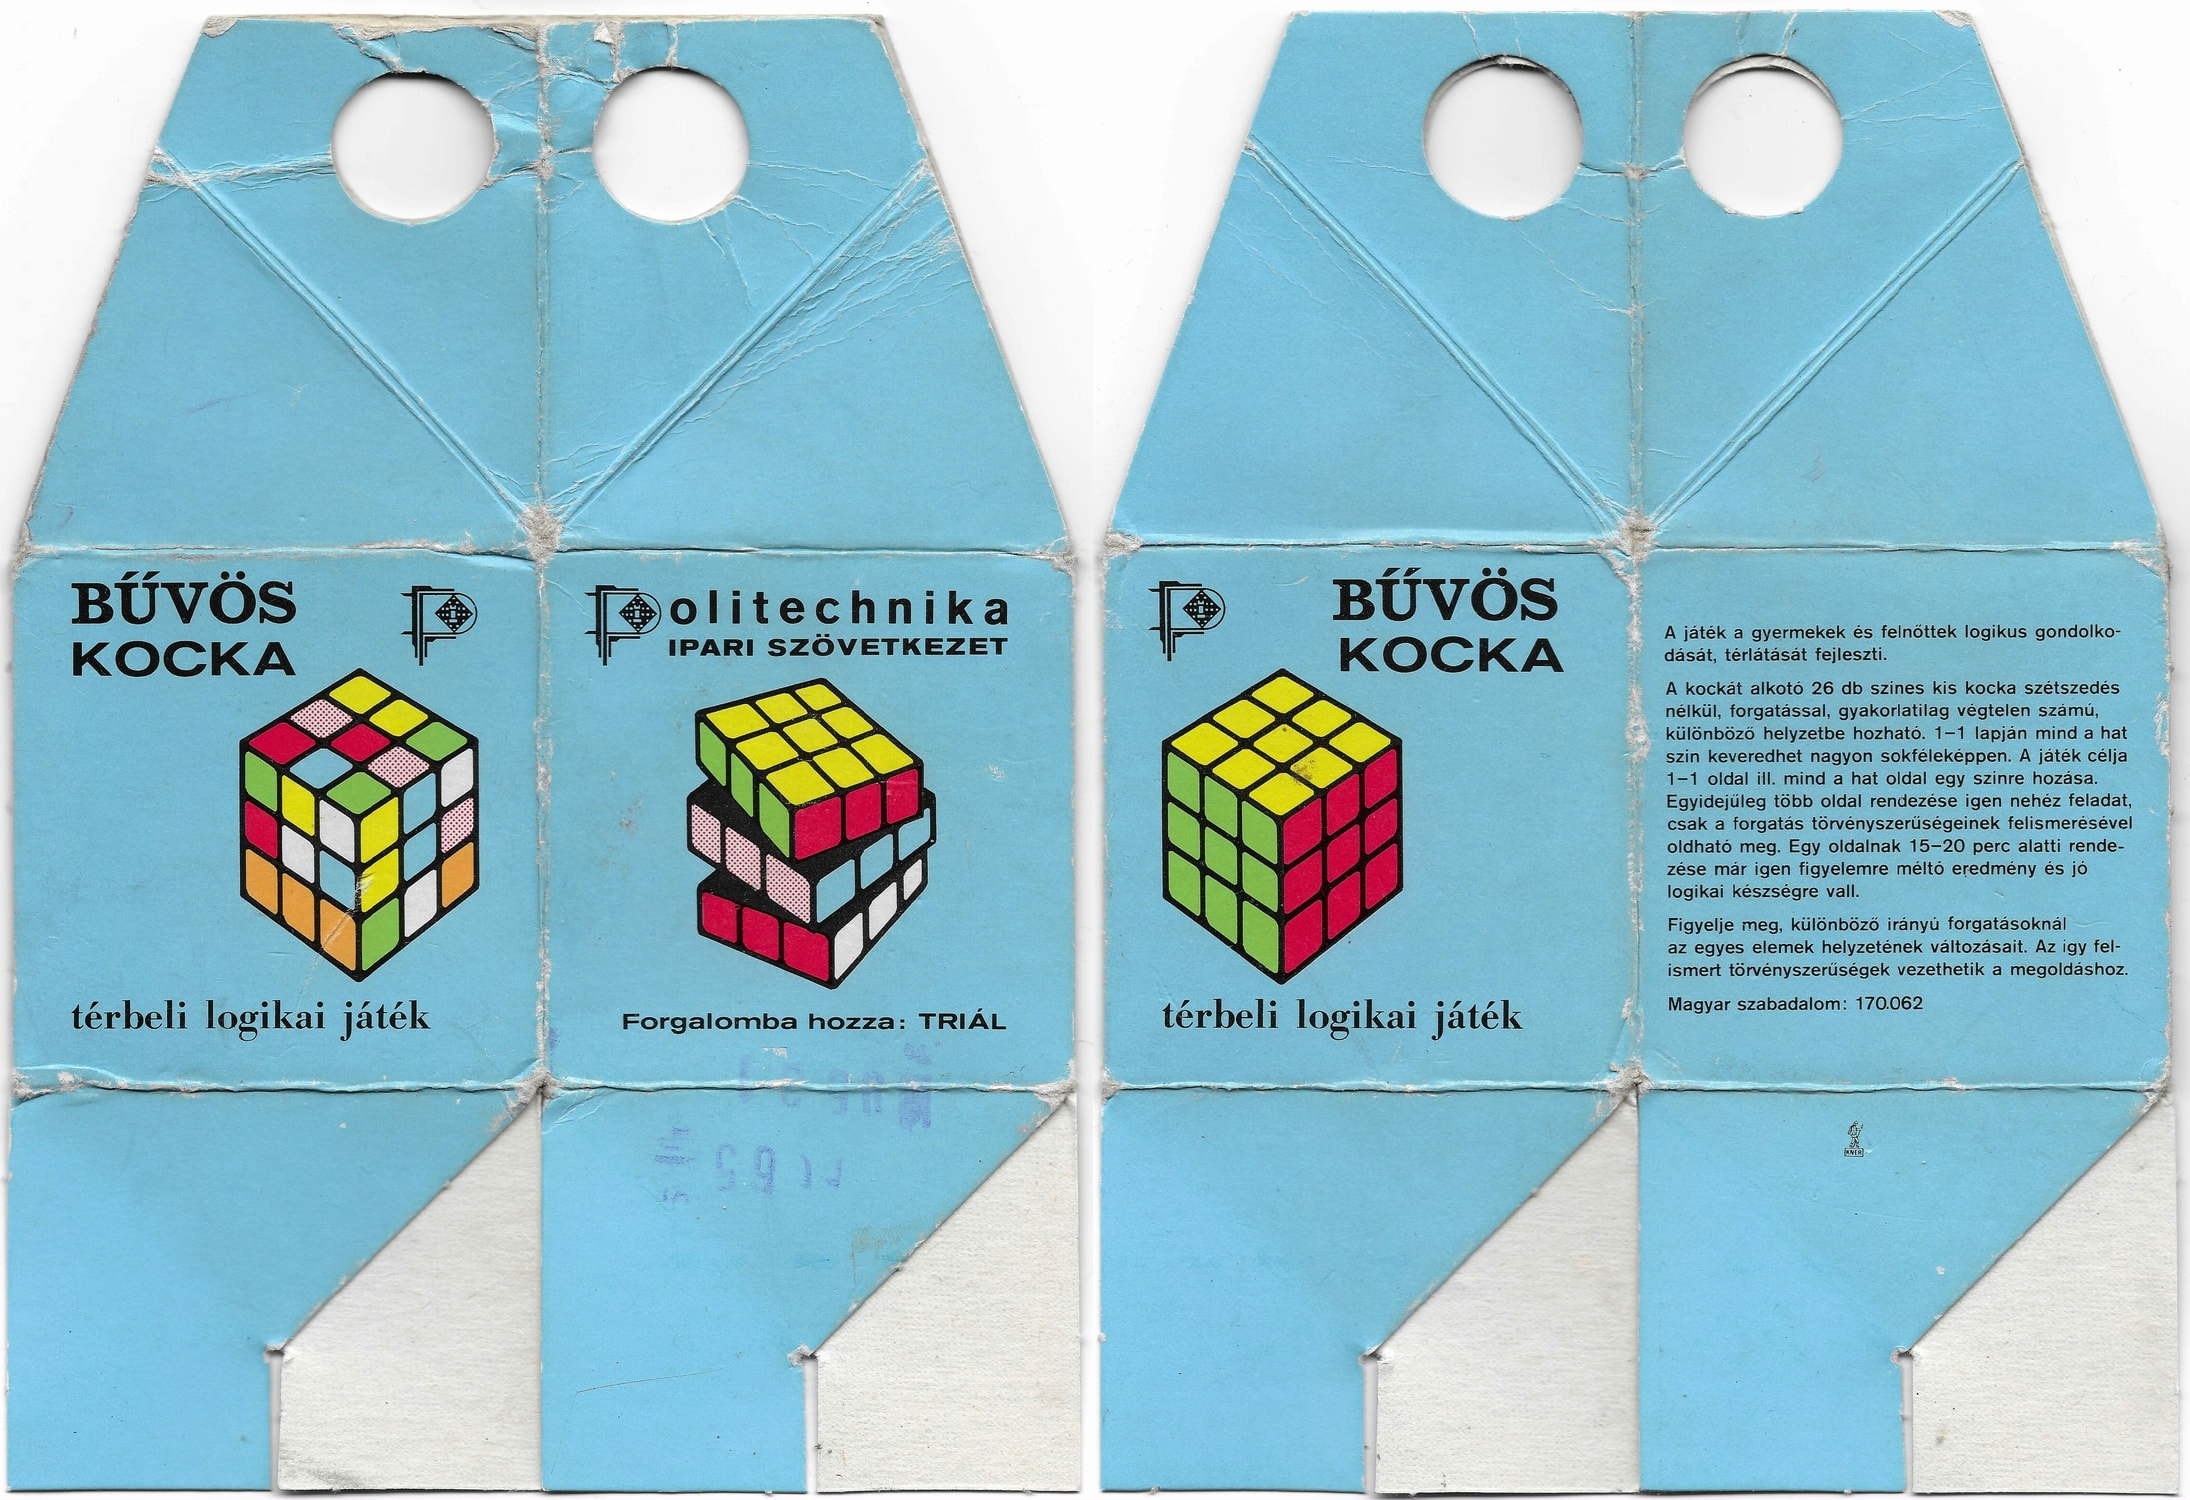 BŰVÖS
KOCKA
térbeli logikai játék
Politechnika
IPARI SZÖVETKEZET
Forgalomba hozza: TRIÁL
BŰVÖS
KOCKA
térbeli logikai játék
A játék a gyermekek és felnőttek logikus gondolko-
dását, térlátását fejleszti.
A kockát alkotó 26 db szines kis kocka szétszedés
nélkül, forgatással, gyakorlatilag végtelen számú,
különböző helyzetbe hozható. 1–1 lapján mind a hat
szin keveredhet nagyon sokféleképpen. A játék célja
1–1 oldal ill. mind a hat oldal egy szinre hozása.
Egyidejűleg több oldal rendezése igen nehéz feladat,
csak a forgatás törvényszerűségeinek felismerésével
oldható meg. Egy oldalnak 15–20 perc alatti rende-
zése már igen figyelemre méltó eredmény és jó
logikai készségre vall.
Figyelje meg, különböző irányú forgatásoknál
az egyes elemek helyzetének változásait. Az igy fel-
ismert törvényszerűségek vezethetik a megoldáshoz.
Magyar szabadalom: 170.062
KNER